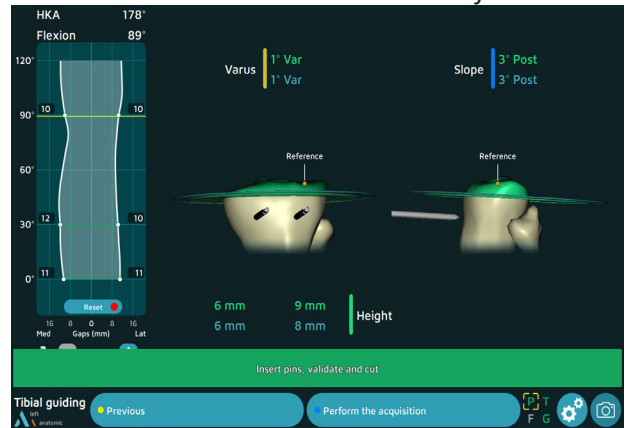 HKA 178°
Flexion 89°
120°
10 10
90°
60°
12 10
30°
11 11
0°
Reset
16 8 0 8 16
Med Gaps (mm) Lat
Varus 1° Var
1° Var
Slope 3° Post
3° Post
Reference
Reference
6 mm 9 mm
6 mm 8 mm
Height
Insert pins, validate and cut
Tibial guiding
left
anatomic
Previous
Perform the acquisition
P T
F G